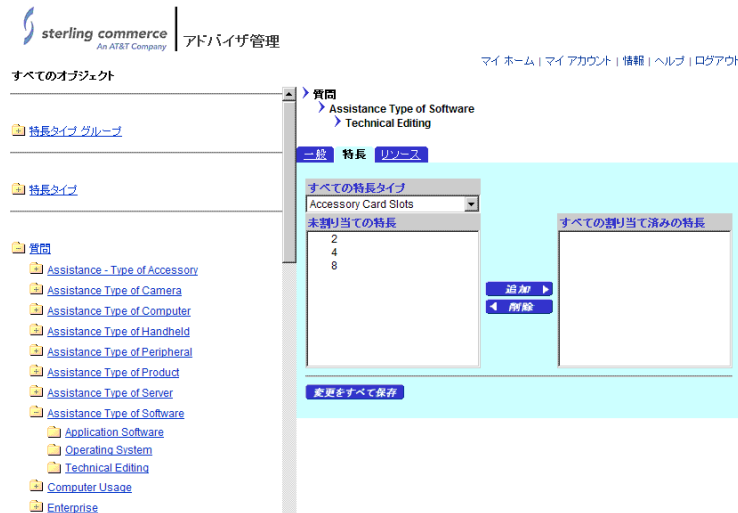 sterling commerce
An AT&T Company
アドバイザ管理
マイ ホーム | マイ アカウント | 情報 | ヘルプ | ログアウト
すべてのオブジェクト
特長タイプ グループ
特長タイプ
質問
Assistance - Type of Accessory
Assistance Type of Camera
Assistance Type of Computer
Assistance Type of Handheld
Assistance Type of Peripheral
Assistance Type of Product
Assistance Type of Server
Assistance Type of Software
Application Software
Operating System
Technical Editing
Computer Usage
Enterprise
質問
Assistance Type of Software
Technical Editing
一般 特長 リソース
すべての特長タイプ
Accessory Card Slots
未割り当ての特長
2
4
8
追加
削除
すべての割り当て済みの特長
変更をすべて保存